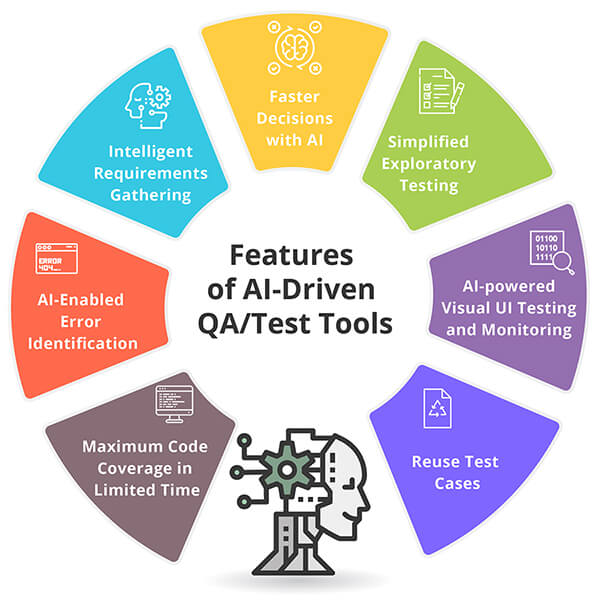 Features
of AI-Driven
QA/Test Tools
Faster
Decisions
with AI
Simplified
Exploratory
Testing
01100
10110
1111
AI-powered
Visual UI Testing
and Monitoring
Reuse Test
Cases
Maximum Code
Coverage in
Limited Time
ERROR
404...
AI-Enabled
Error
Identification
Intelligent
Requirements
Gathering